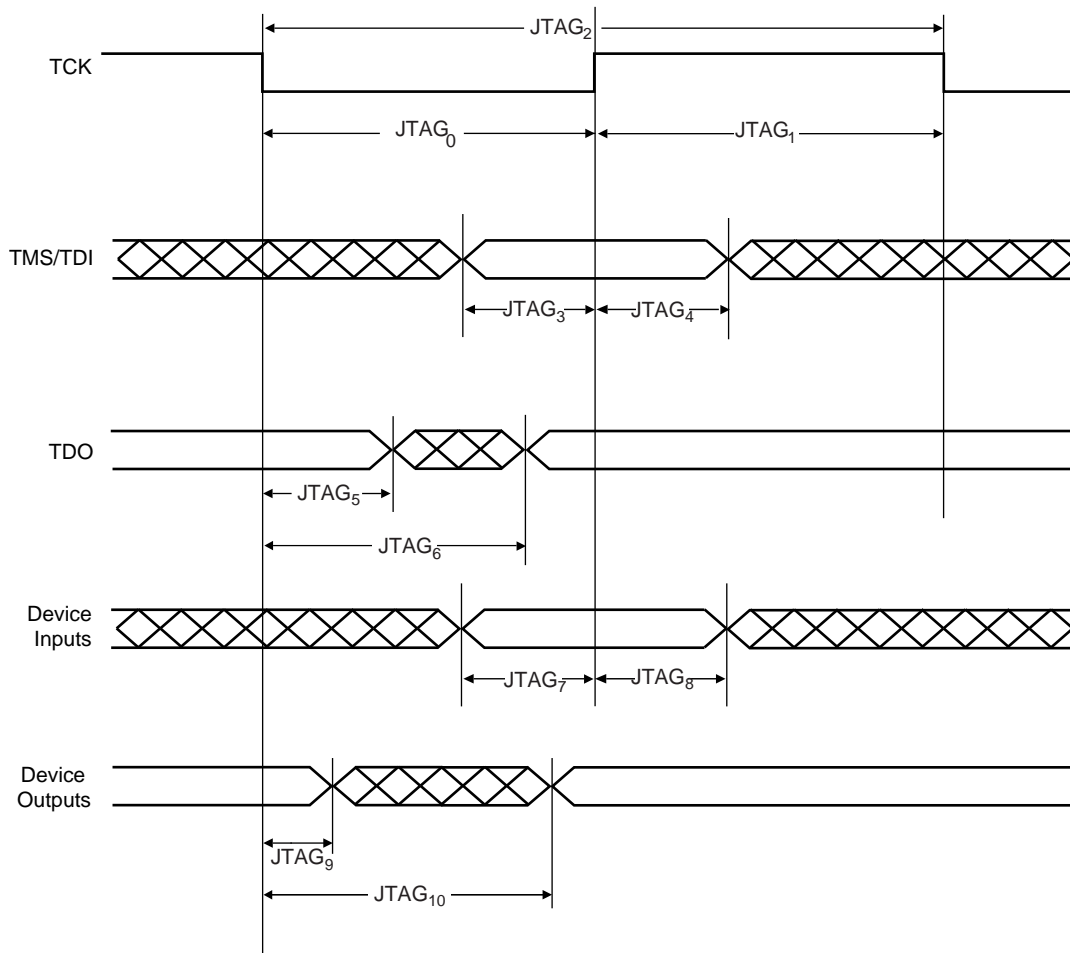 JTAG₂
TCK
JTAG₀
JTAG₁
TMS/TDI
JTAG₃
JTAG₄
TDO
JTAG₅
JTAG₆
Device
Inputs
JTAG₇
JTAG₈
Device
Outputs
JTAG₉
JTAG₁₀